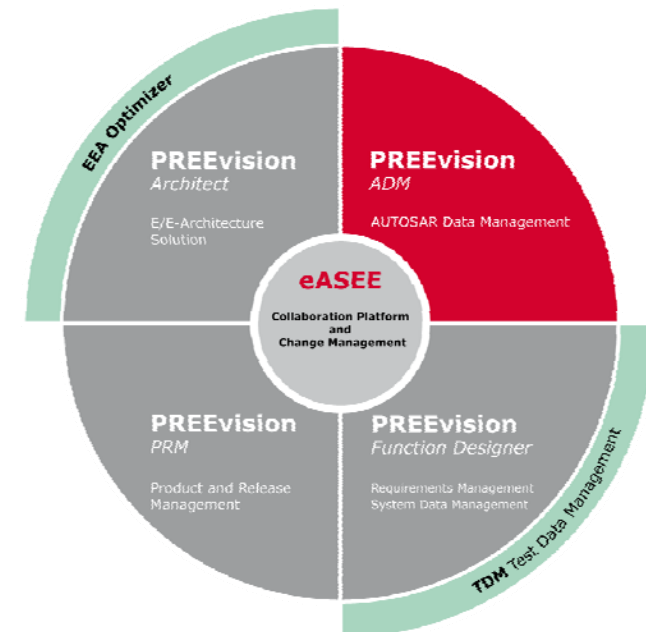 EEA Optimizer
PREEvision
Architect
E/E-Architecture
Solution
PREEvision
ADM
AUTOSAR Data Management
eASEE
Collaboration Platform
and
Change Management
PREEvision
PRM
Product and Release
Management
PREEvision
Function Designer
Requirements Management
System Data Management
TDM Test Data Management